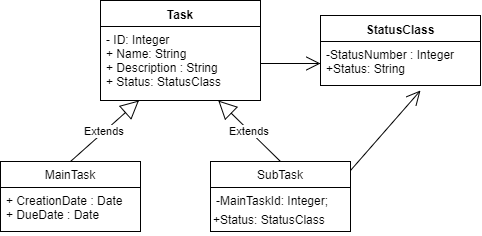 Task
- ID: Integer
+ Name: String
+ Description : String
+ Status: StatusClass
StatusClass
-StatusNumber : Integer
+Status: String
Extends
Extends
MainTask
+ CreationDate : Date
+ DueDate : Date
SubTask
-MainTaskId: Integer;
+Status: StatusClass